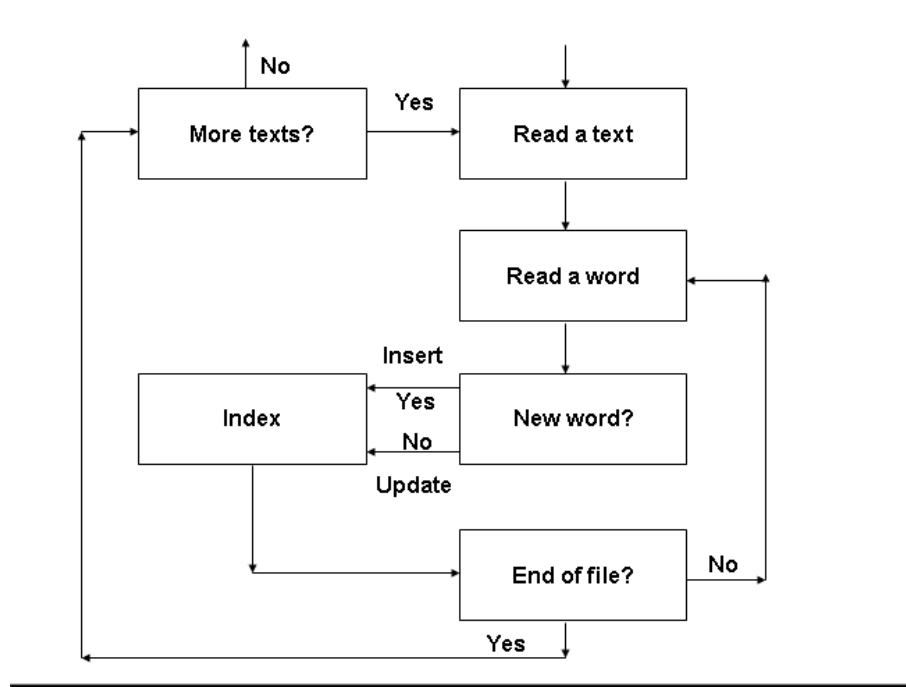 No
Yes
More texts?
Read a text
Read a word
Insert
Yes
Index
New word?
No
Update
End of file?
No
Yes